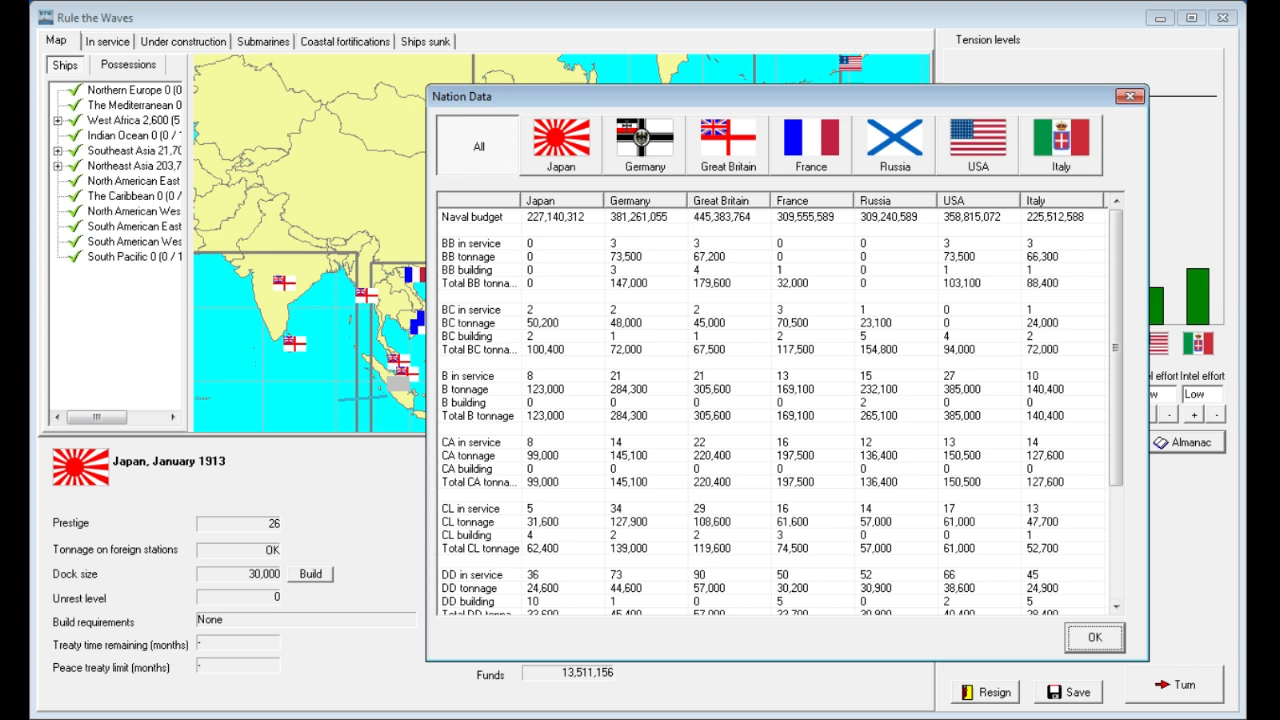 Rule the Waves
Map In service Under construction Submarines Coastal fortifications Ships sunk
Tension levels
Ships Possessions
Northern Europe 0 (0
The Mediterranean 0
West Africa 2,600 (5
Indian Ocean 0 (0 /
Southeast Asia 21,70
Northeast Asia 203,7
North American East
The Caribbean 0 (0 /
North American Wes
South American East
South American Wes
South Pacific 0 (0 / 1
Nation Data
All Japan Germany Great Britain France Russia USA Italy
Japan Germany Great Britain France Russia USA Italy
Naval budget 227,140,312 381,261,055 445,383,764 309,555,589 309,240,589 358,815,072 225,512,588
BB in service 0 3 3 0 0 3 3
BB tonnage 0 73,500 67,200 0 0 73,500 66,300
BB building 0 3 4 1 0 1 1
Total BB tonna... 0 147,000 179,600 32,000 0 103,100 88,400
BC in service 2 2 2 3 1 0 1
BC tonnage 50,200 48,000 45,000 70,500 23,100 0 24,000
BC building 2 1 1 2 5 4 2
Total BC tonna... 100,400 72,000 67,500 117,500 154,800 94,000 72,000
B in service 8 21 21 13 15 27 10
B tonnage 123,000 284,300 305,600 169,100 232,100 385,000 140,400
B building 0 0 0 0 2 0 0
Total B tonnage 123,000 284,300 305,600 169,100 265,100 385,000 140,400
CA in service 8 14 22 16 12 13 14
CA tonnage 99,000 145,100 220,400 197,500 136,400 150,500 127,600
CA building 0 0 0 0 0 0 0
Total CA tonna... 99,000 145,100 220,400 197,500 136,400 150,500 127,600
CL in service 5 34 29 16 14 17 13
CL tonnage 31,600 127,900 108,600 61,600 57,000 61,000 47,700
CL building 4 2 2 3 0 0 1
Total CL tonnage 62,400 139,000 119,600 74,500 57,000 61,000 52,700
DD in service 36 73 90 50 52 66 45
DD tonnage 24,600 44,600 57,000 30,200 30,900 38,600 24,900
DD building 10 1 0 5 0 2 5
OK
Intel effort
Low
+ -
Almanac
Japan, January 1913
Prestige 26
Tonnage on foreign stations OK
Dock size 30,000 Build
Unrest level 0
Build requirements None
Treaty time remaining (months) -
Peace treaty limit (months) -
Funds 13,511,156
Resign Save Turn